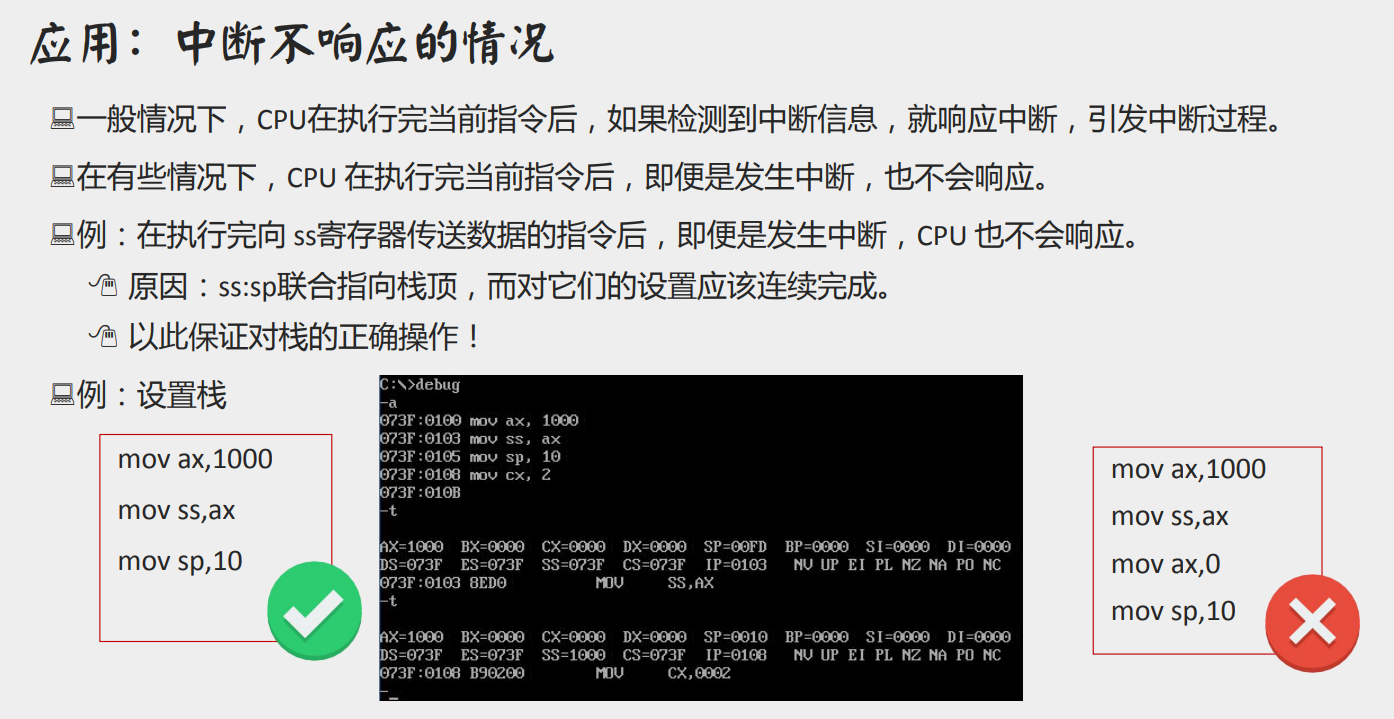 应用：中断不响应的情况
一般情况下，CPU在执行完当前指令后，如果检测到中断信息，就响应中断，引发中断过程。
在有些情况下，CPU 在执行完当前指令后，即便是发生中断，也不会响应。
例：在执行完向 ss寄存器传送数据的指令后，即便是发生中断，CPU 也不会响应。
原因：ss:sp联合指向栈顶，而对它们的设置应该连续完成。
以此保证对栈的正确操作！
例：设置栈
mov ax,1000
mov ss,ax
mov sp,10
C:\>debug
-a
073F:0100 mov ax, 1000
073F:0103 mov ss, ax
073F:0105 mov sp, 10
073F:0108 mov cx, 2
073F:010B
-t
AX=1000 BX=0000 CX=0000 DX=0000 SP=00FD BP=0000 SI=0000 DI=0000
DS=073F ES=073F SS=073F CS=073F IP=0103 NV UP EI PL NZ NA PO NC
073F:0103 8ED0 MOV SS,AX
-t
AX=1000 BX=0000 CX=0000 DX=0000 SP=0010 BP=0000 SI=0000 DI=0000
DS=073F ES=073F SS=1000 CS=073F IP=0108 NV UP EI PL NZ NA PO NC
073F:0108 B90200 MOV CX,0002
-_
mov ax,1000
mov ss,ax
mov ax,0
mov sp,10